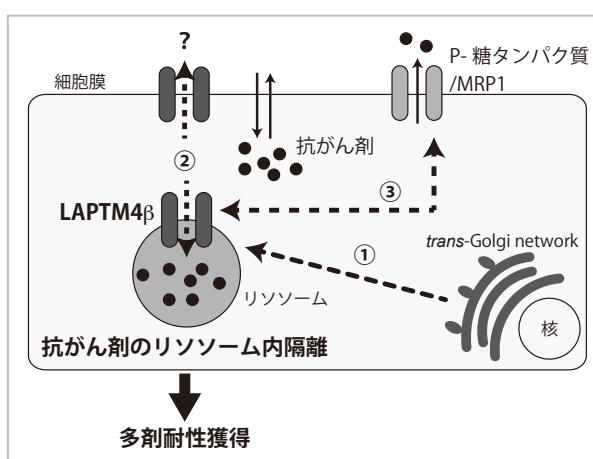 ?
P- 糖タンパク質
/MRP1
細胞膜
抗がん剤
②
③
LAPTM4β
trans-Golgi network
①
リソソーム
核
抗がん剤のリソソーム内隔離
多剤耐性獲得